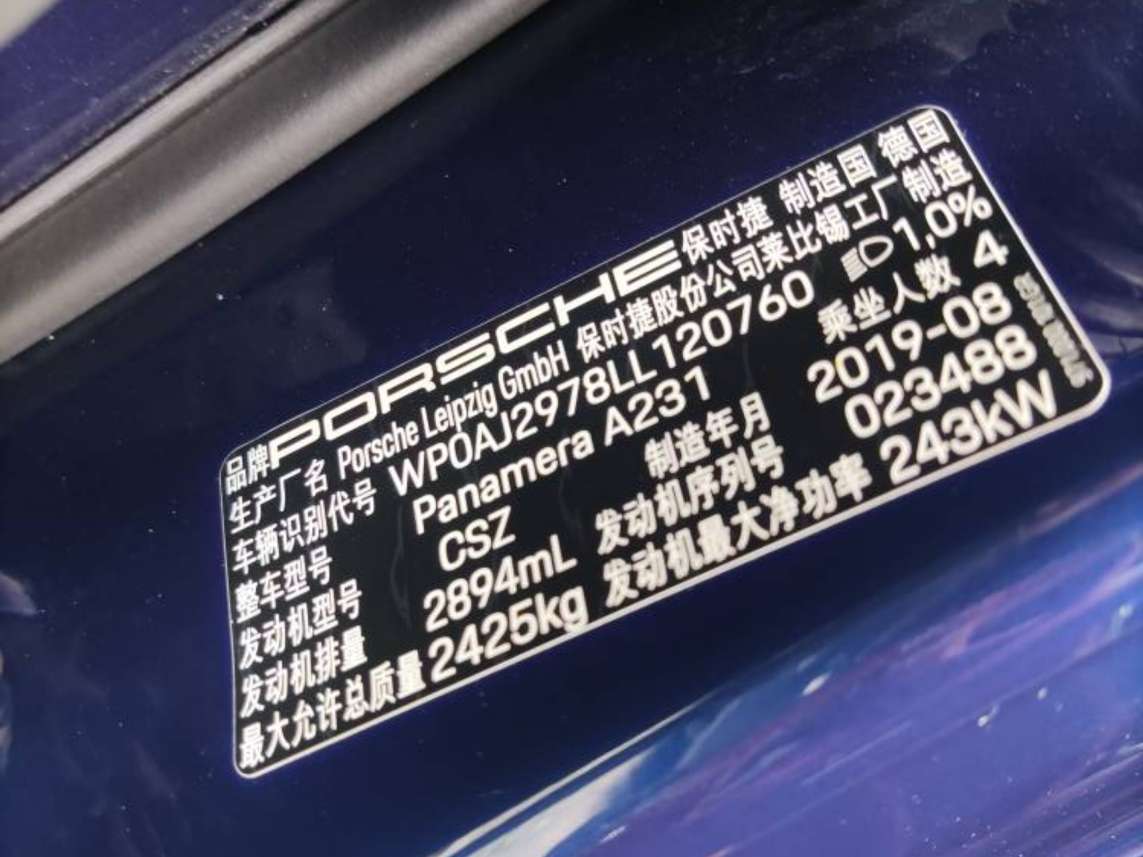 品牌 PORSCHE 保时捷 制造国 德国
生产厂名 Porsche Leipzig GmbH 保时捷股份公司莱比锡工厂制造
车辆识别代号 WP0AJ2978LL120760 1,0%
整车型号 Panamera A231 乘坐人数 4
发动机型号 CSZ 制造年月 2019-08
发动机排量 2894mL 发动机序列号 023488
最大允许总质量 2425kg 发动机最大净功率 243kW